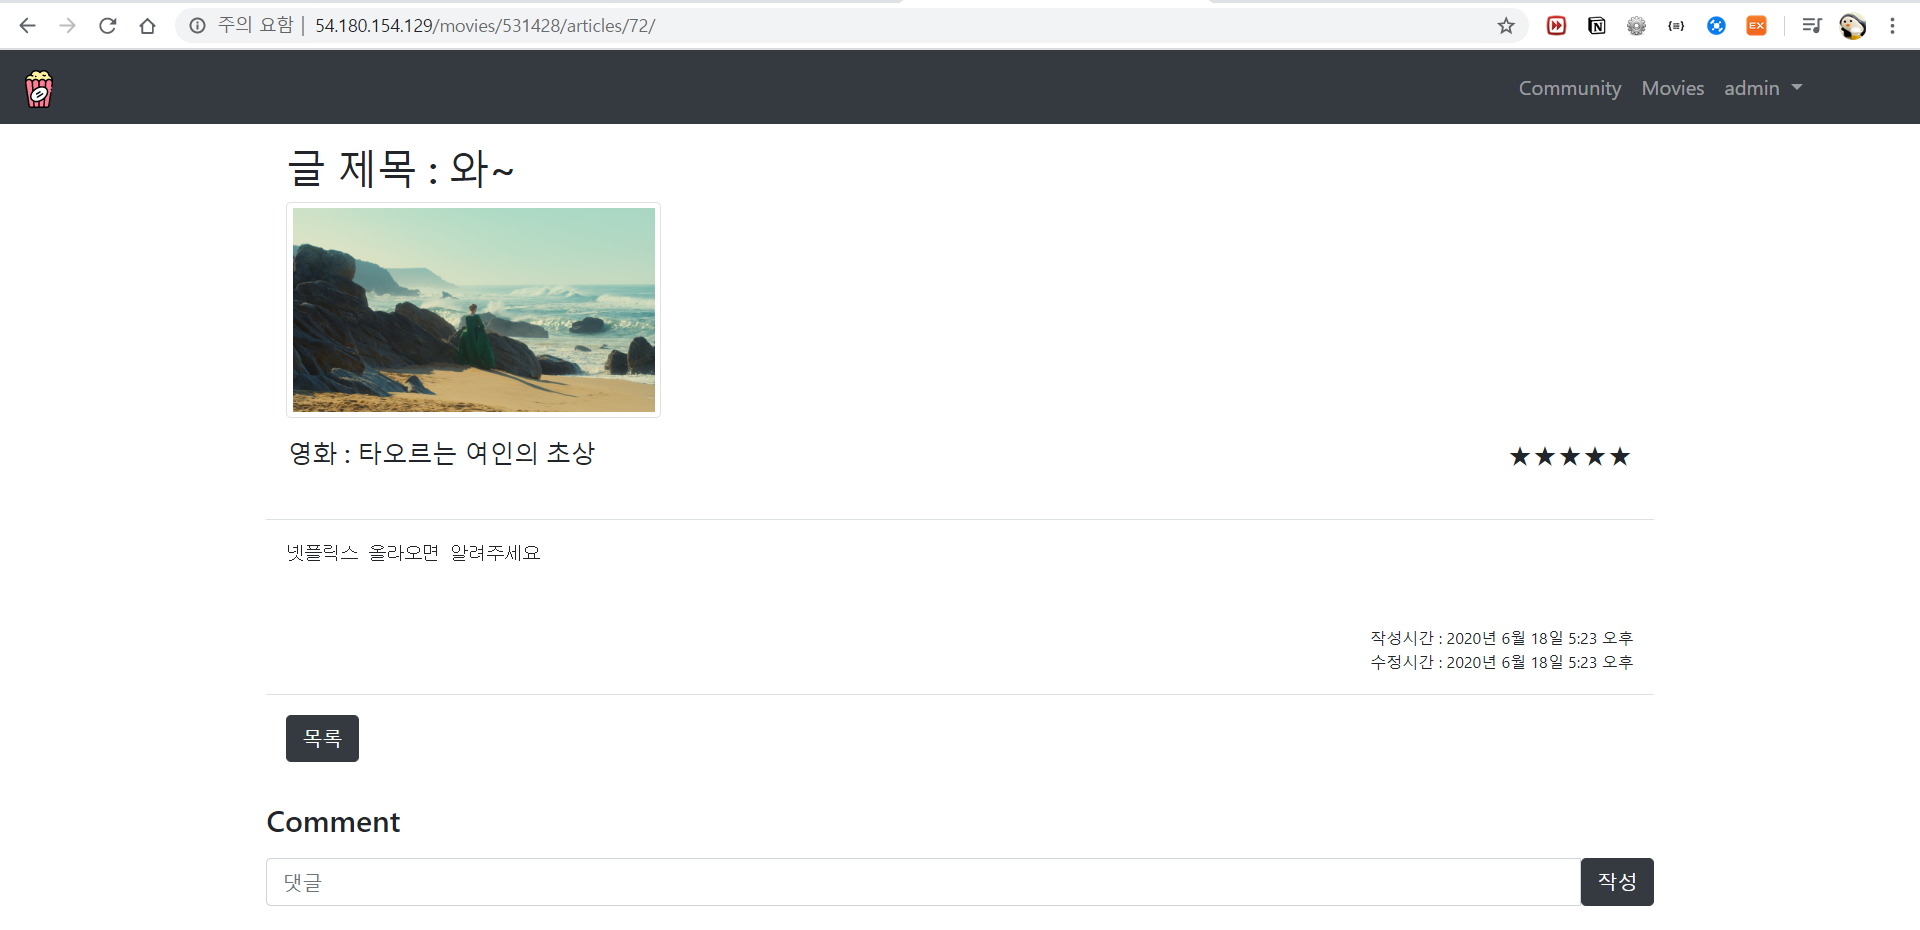 주의 요함 | 54.180.154.129/movies/531428/articles/72/
EX
Community Movies admin
글 제목 : 와~
영화 : 타오르는 여인의 초상 ★★★★★
넷플릭스 올라오면 알려주세요
작성시간 : 2020년 6월 18일 5:23 오후
수정시간 : 2020년 6월 18일 5:23 오후
목록
Comment
댓글 작성